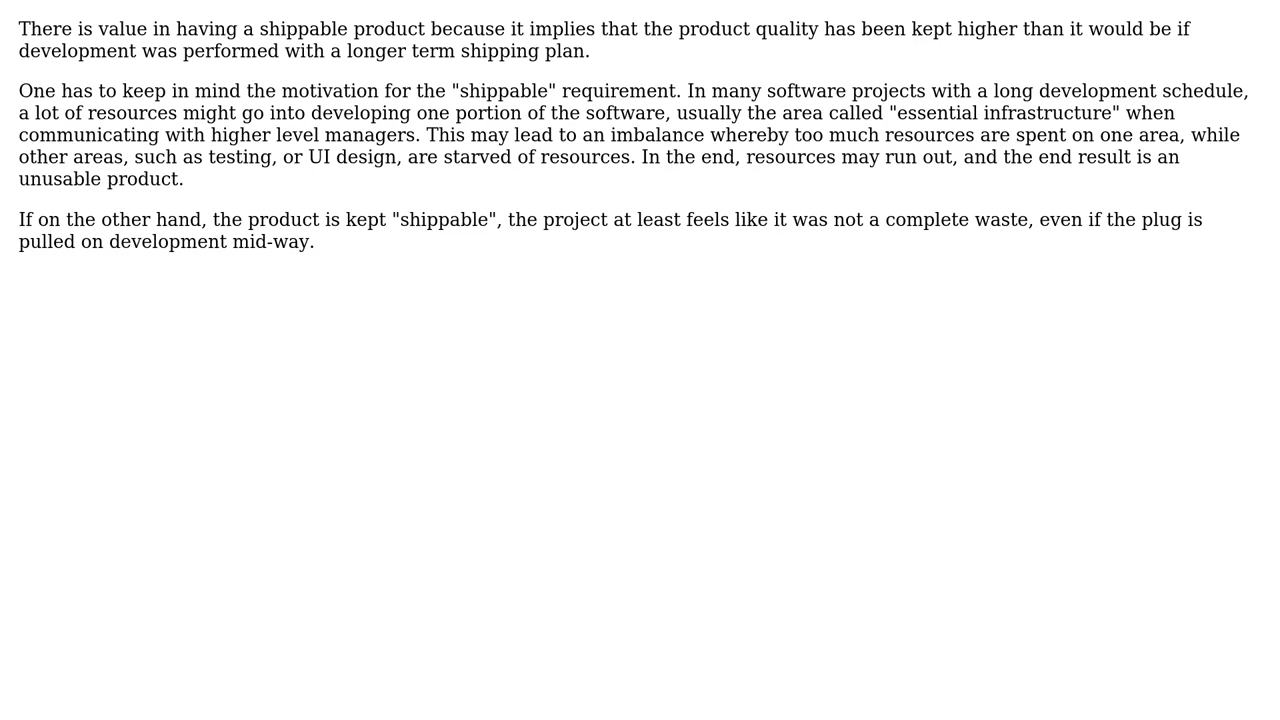 There is value in having a shippable product because it implies that the product quality has been kept higher than it would be if
development was performed with a longer term shipping plan.
One has to keep in mind the motivation for the "shippable" requirement. In many software projects with a long development schedule,
a lot of resources might go into developing one portion of the software, usually the area called "essential infrastructure" when
communicating with higher level managers. This may lead to an imbalance whereby too much resources are spent on one area, while
other areas, such as testing, or UI design, are starved of resources. In the end, resources may run out, and the end result is an
unusable product.
If on the other hand, the product is kept "shippable", the project at least feels like it was not a complete waste, even if the plug is
pulled on development mid-way.